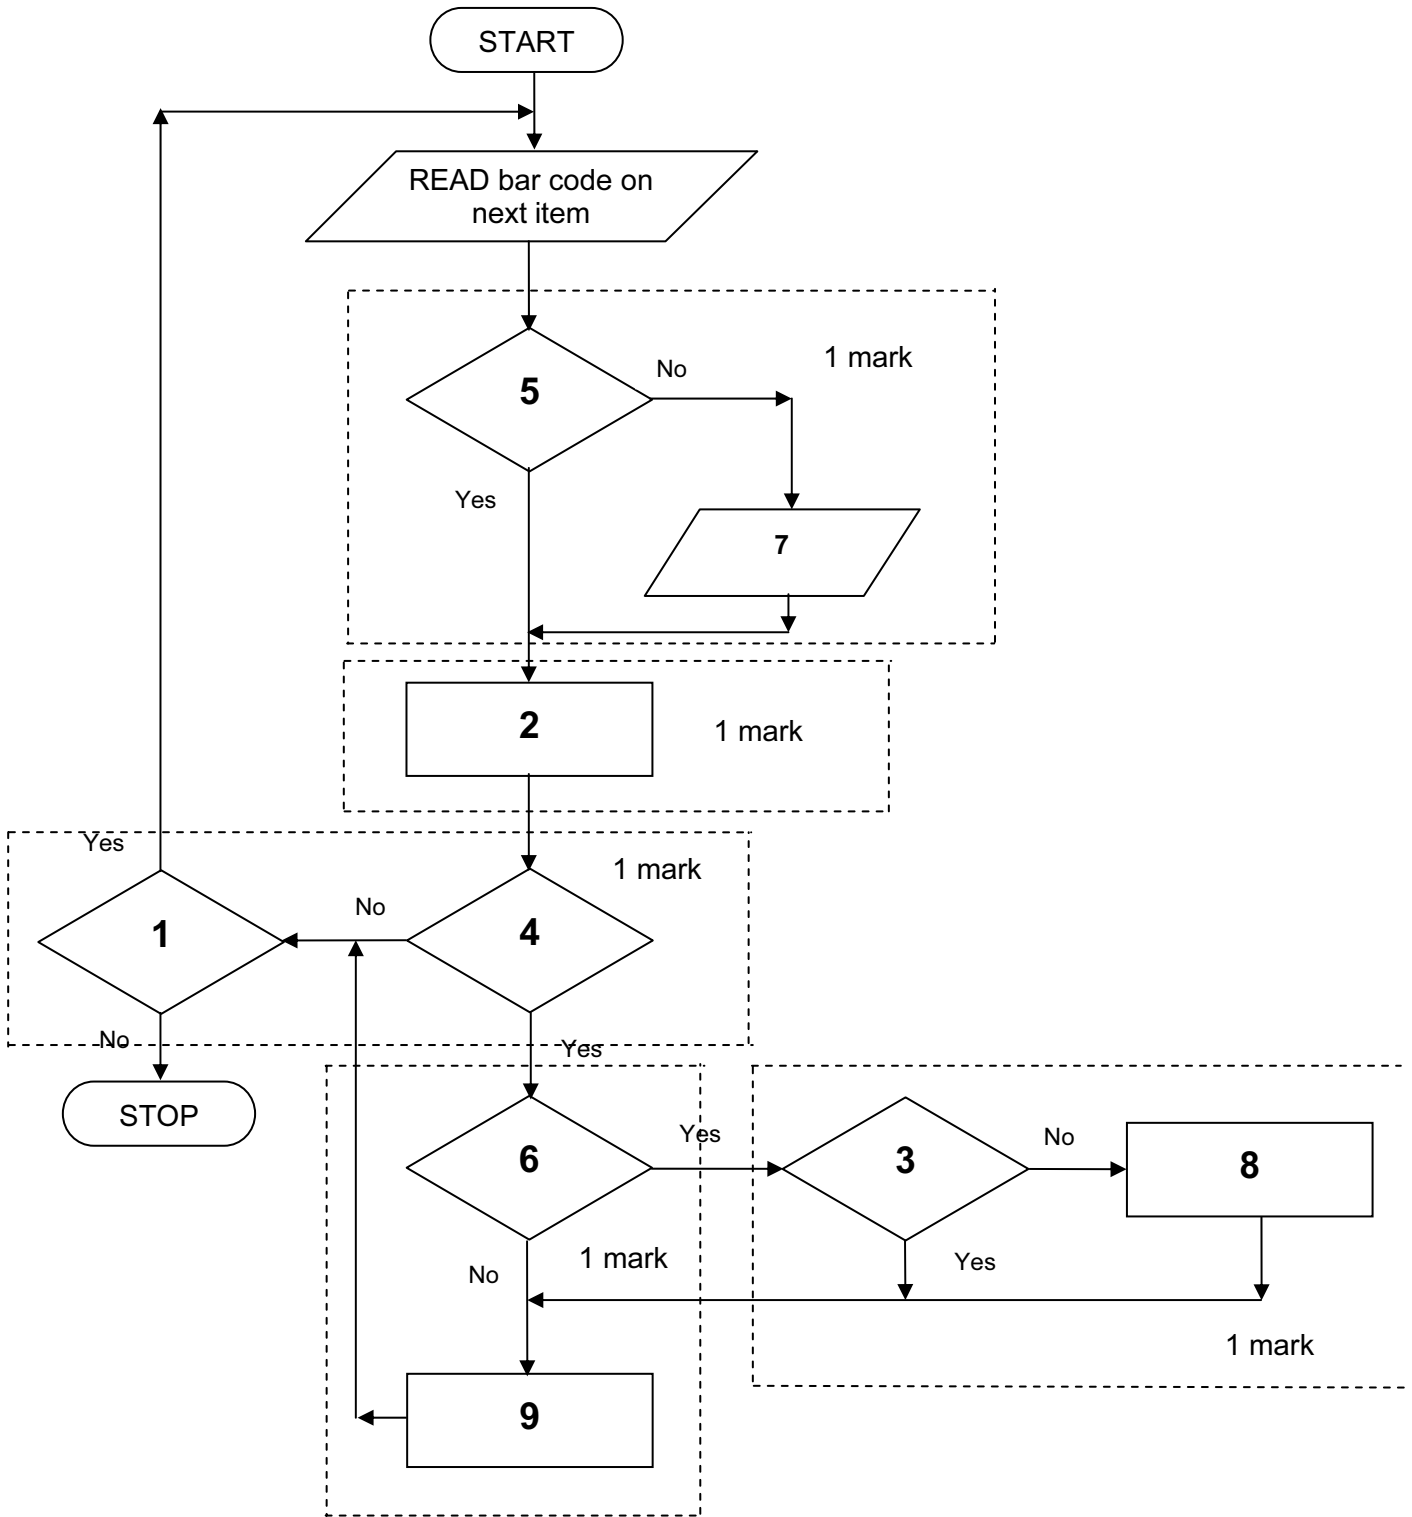 START
READ bar code on
next item
5
No
1 mark
Yes
7
2
1 mark
Yes
1 mark
No
1
4
No
Yes
STOP
6
Yes
3
No
8
1 mark
No
Yes
1 mark
9